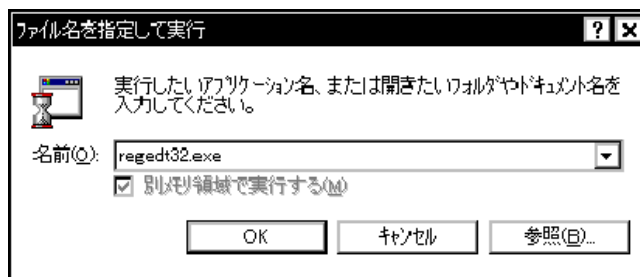 ファイル名を指定して実行
実行したいアプリケーション名、または開きたいフォルダやドキュメント名を
入力してください。
名前(O): regedt32.exe
別メモリ領域で実行する(M)
OK キャンセル 参照(B)...